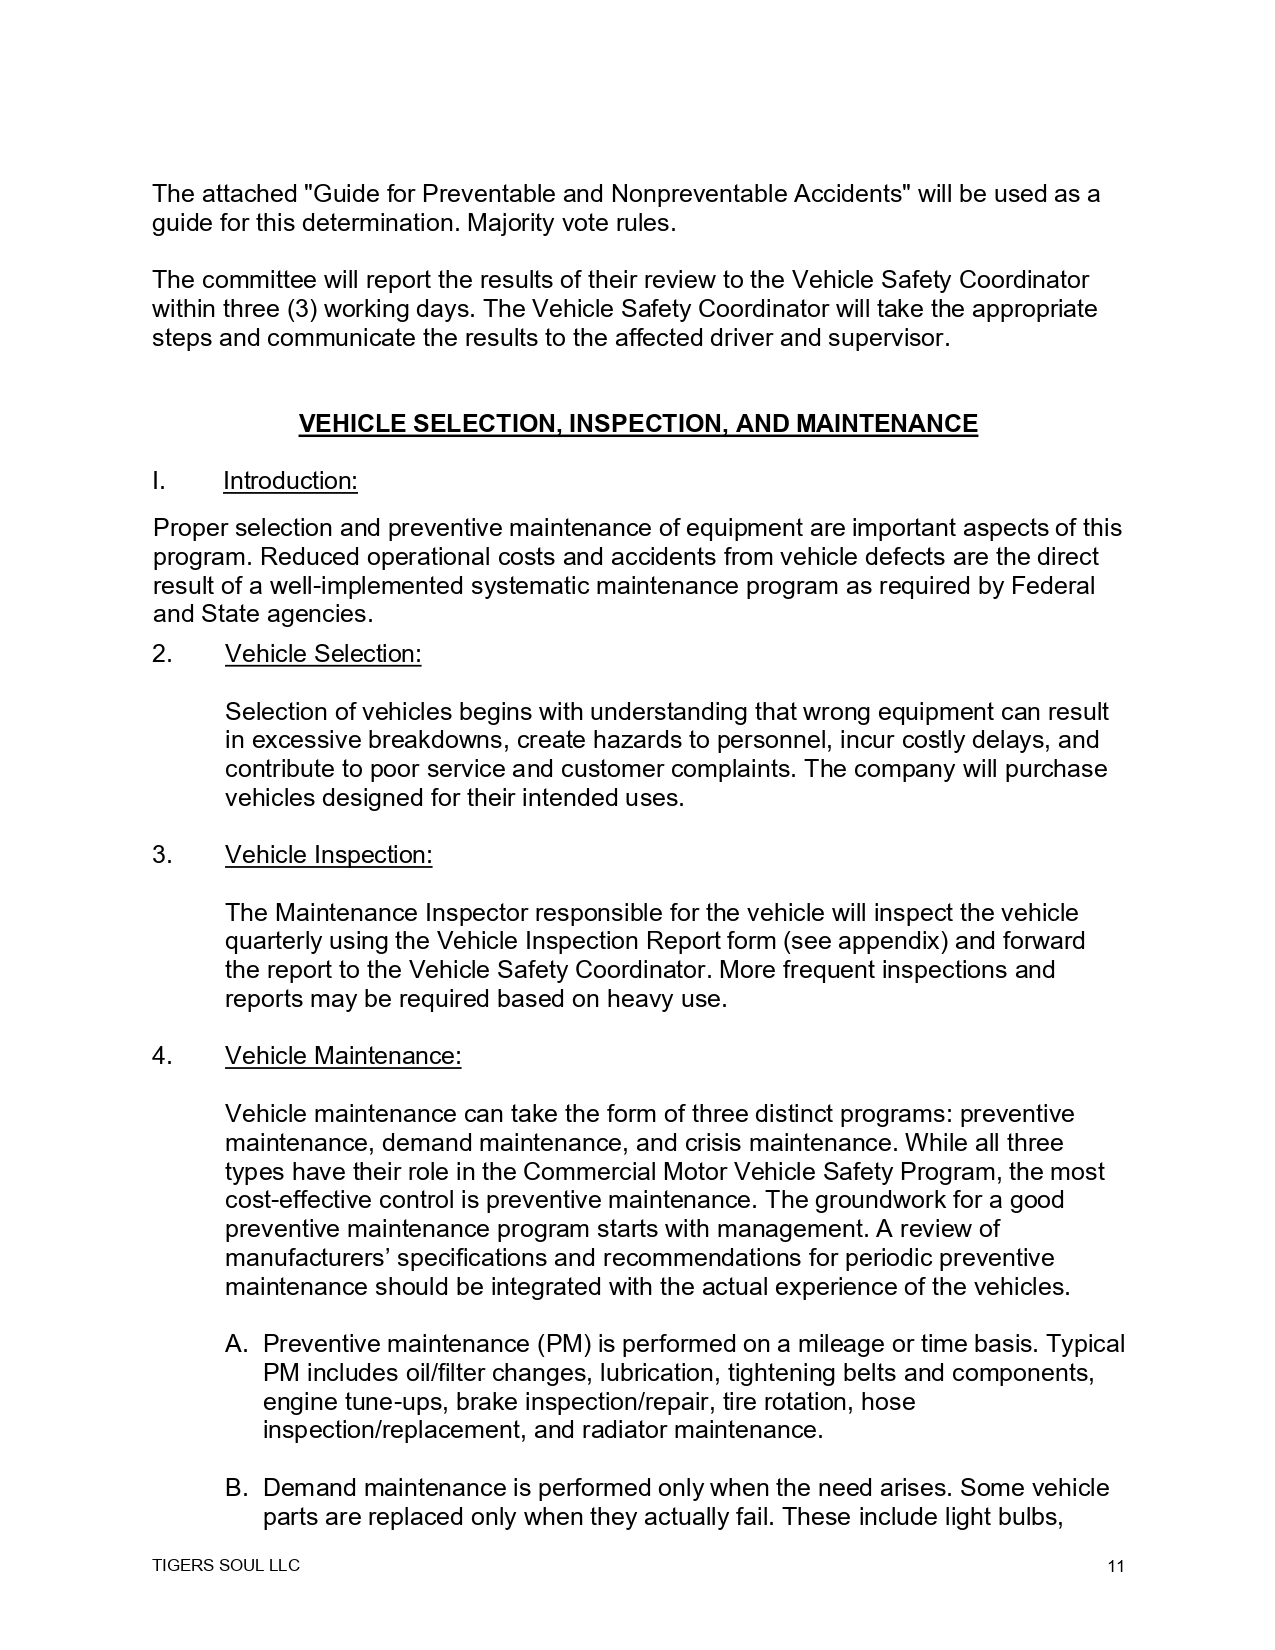 The attached "Guide for Preventable and Nonpreventable Accidents" will be used as a
guide for this determination. Majority vote rules.
The committee will report the results of their review to the Vehicle Safety Coordinator
within three (3) working days. The Vehicle Safety Coordinator will take the appropriate
steps and communicate the results to the affected driver and supervisor.
VEHICLE SELECTION, INSPECTION, AND MAINTENANCE
I. Introduction:
Proper selection and preventive maintenance of equipment are important aspects of this
program. Reduced operational costs and accidents from vehicle defects are the direct
result of a well-implemented systematic maintenance program as required by Federal
and State agencies.
2. Vehicle Selection:
Selection of vehicles begins with understanding that wrong equipment can result
in excessive breakdowns, create hazards to personnel, incur costly delays, and
contribute to poor service and customer complaints. The company will purchase
vehicles designed for their intended uses.
3. Vehicle Inspection:
The Maintenance Inspector responsible for the vehicle will inspect the vehicle
quarterly using the Vehicle Inspection Report form (see appendix) and forward
the report to the Vehicle Safety Coordinator. More frequent inspections and
reports may be required based on heavy use.
4. Vehicle Maintenance:
Vehicle maintenance can take the form of three distinct programs: preventive
maintenance, demand maintenance, and crisis maintenance. While all three
types have their role in the Commercial Motor Vehicle Safety Program, the most
cost-effective control is preventive maintenance. The groundwork for a good
preventive maintenance program starts with management. A review of
manufacturers’ specifications and recommendations for periodic preventive
maintenance should be integrated with the actual experience of the vehicles.
A. Preventive maintenance (PM) is performed on a mileage or time basis. Typical
PM includes oil/filter changes, lubrication, tightening belts and components,
engine tune-ups, brake inspection/repair, tire rotation, hose
inspection/replacement, and radiator maintenance.
B. Demand maintenance is performed only when the need arises. Some vehicle
parts are replaced only when they actually fail. These include light bulbs,
TIGERS SOUL LLC 11